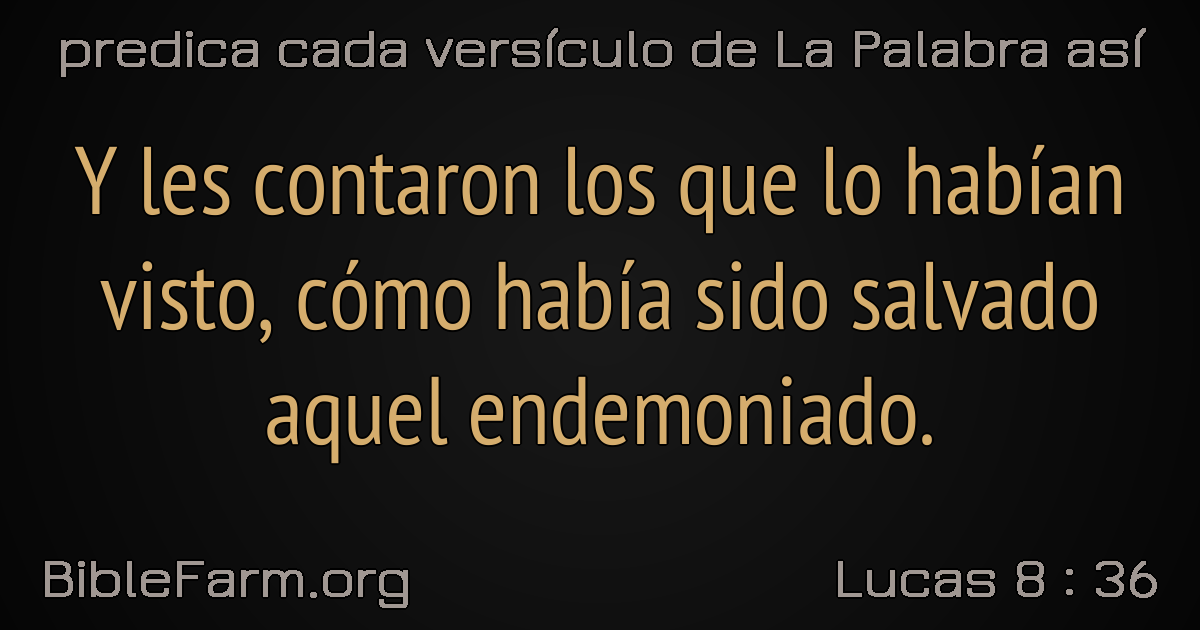 predica cada versículo de La Palabra así
Y les contaron los que lo habían
visto, cómo había sido salvado
aquel endemoniado.
BibleFarm.org
Lucas 8 : 36